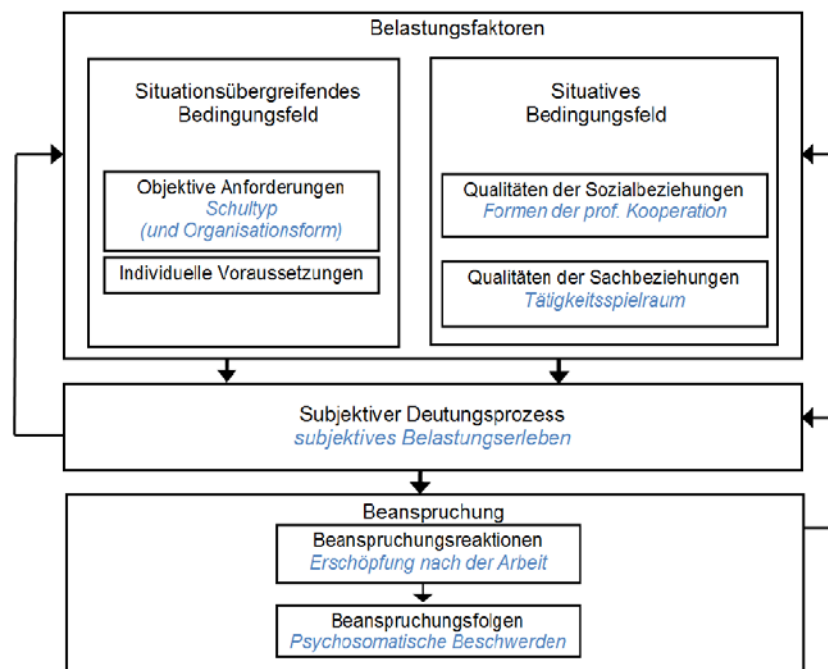 Belastungsfaktoren
Situationsübergreifendes
Bedingungsfeld
Objektive Anforderungen
Schultyp
(und Organisationsform)
Individuelle Voraussetzungen
Situatives
Bedingungsfeld
Qualitäten der Sozialbeziehungen
Formen der prof. Kooperation
Qualitäten der Sachbeziehungen
Tätigkeitsspielraum
Subjektiver Deutungsprozess
subjektives Belastungserleben
Beanspruchung
Beanspruchungsreaktionen
Erschöpfung nach der Arbeit
Beanspruchungsfolgen
Psychosomatische Beschwerden